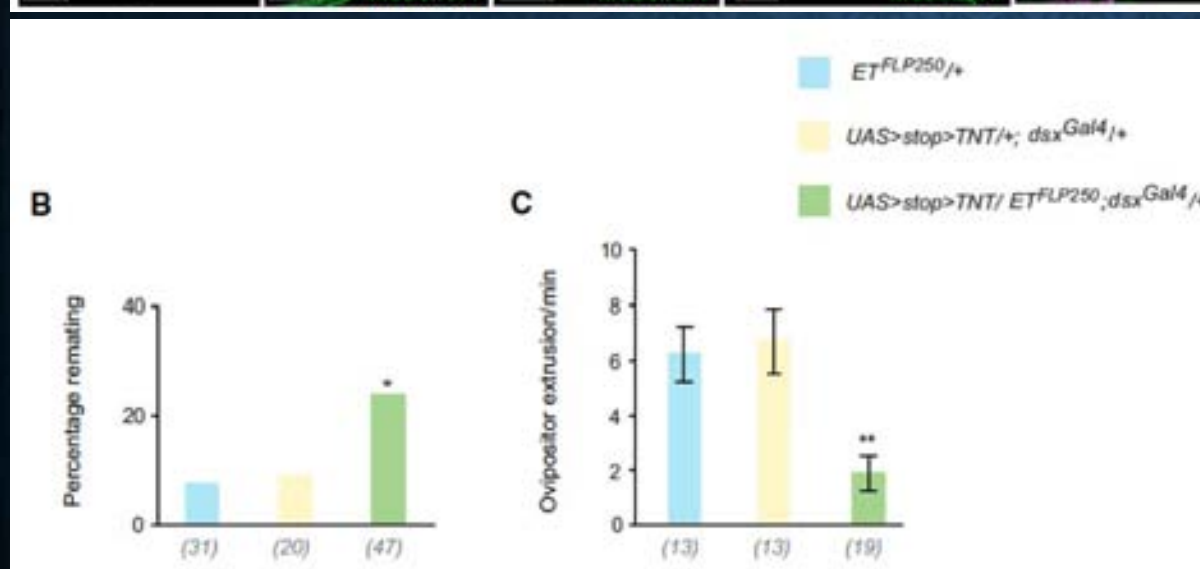 ET^FLP250/+
UAS>stop>TNT/+; dsx^Gal4/+
UAS>stop>TNT/ ET^FLP250;dsx^Gal4/
B
Percentage remating
40
20
0
*
(31) (20) (47)
C
Ovipositor extrusion/min
10
8
6
4
2
0
**
(13) (13) (19)